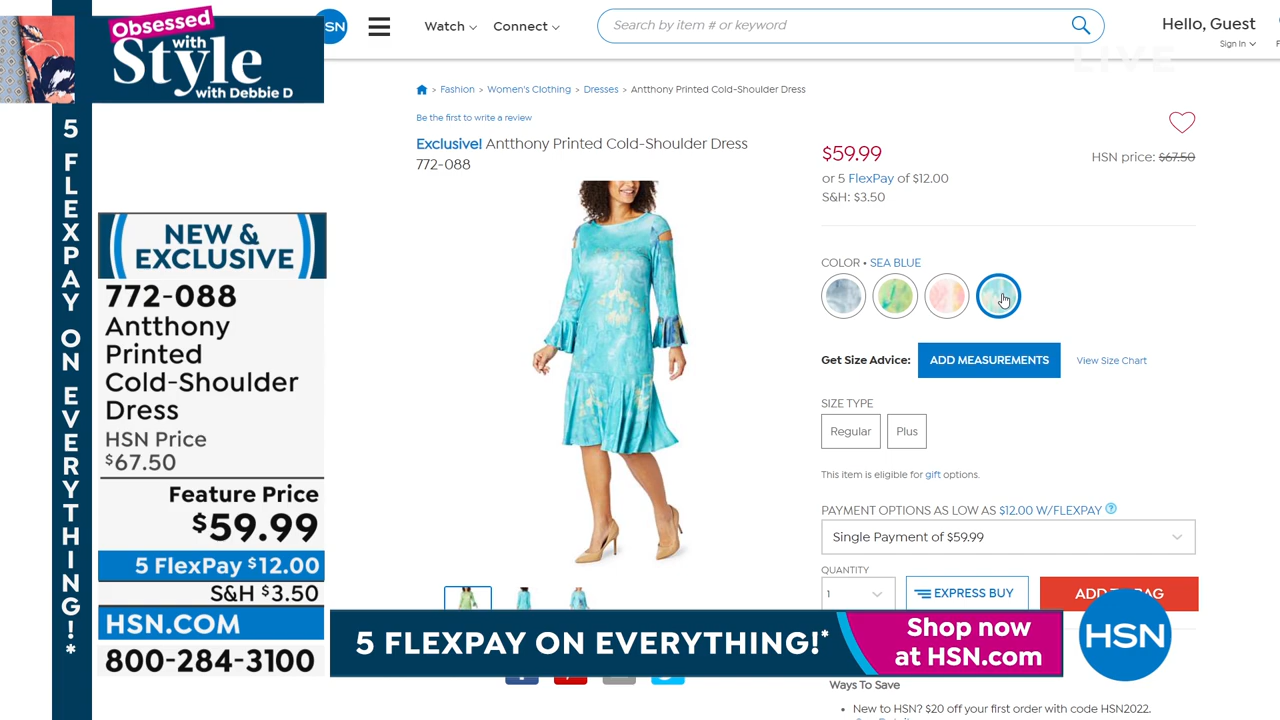 Obsessed
with
Style
with Debbie D
5 FLEXPAY ON EVERYTHING!*
NEW &
EXCLUSIVE
772-088
Antthony
Printed
Cold-Shoulder
Dress
HSN Price
$67.50
Feature Price
$59.99
5 FlexPay $12.00
S&H $3.50
HSN.COM
800-284-3100
Watch
Connect
Search by item # or keyword
Hello, Guest
Sign In
LIVE
Fashion > Women's Clothing > Dresses > Antthony Printed Cold-Shoulder Dress
Be the first to write a review
Exclusive! Antthony Printed Cold-Shoulder Dress
772-088
$59.99
HSN price: $67.50
or 5 FlexPay of $12.00
S&H: $3.50
COLOR • SEA BLUE
Get Size Advice:
ADD MEASUREMENTS
View Size Chart
SIZE TYPE
Regular
Plus
This item is eligible for gift options.
PAYMENT OPTIONS AS LOW AS $12.00 W/FLEXPAY
Single Payment of $59.99
QUANTITY
1
EXPRESS BUY
5 FLEXPAY ON EVERYTHING!*
Shop now
at HSN.com
HSN
Ways To Save
• New to HSN? $20 off your first order with code HSN2022.